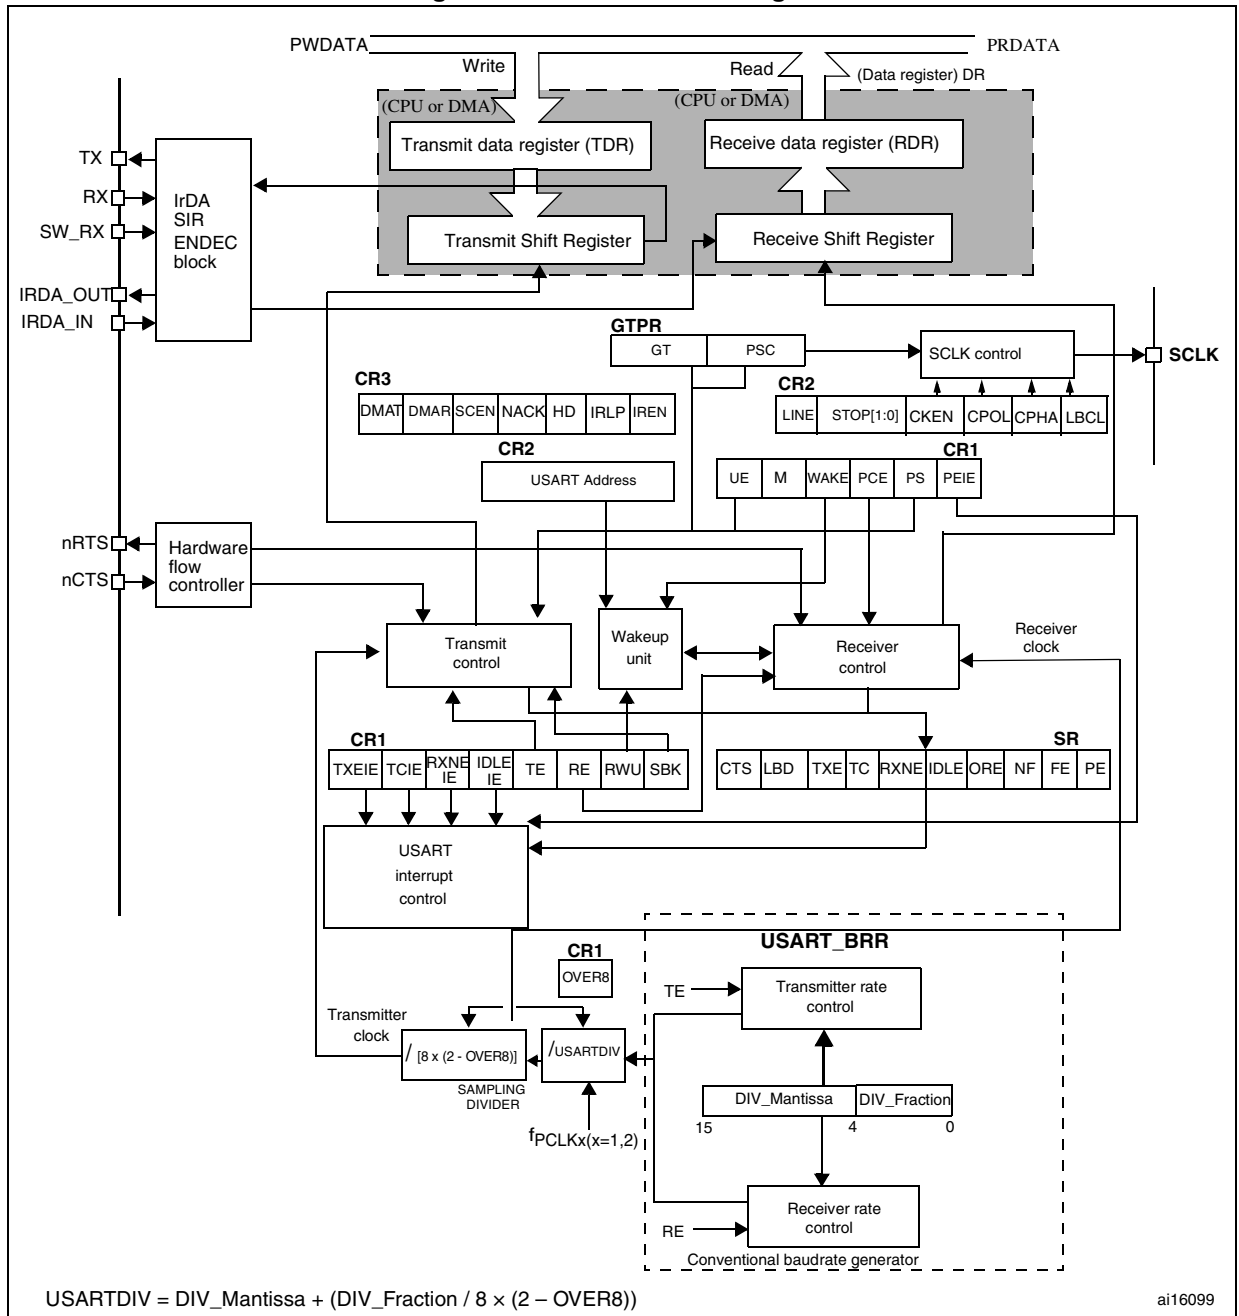 PWDATA
PRDATA
Write
Read
(Data register) DR
(CPU or DMA)
(CPU or DMA)
Transmit data register (TDR)
Receive data register (RDR)
TX
RX
SW_RX
IRDA_OUT
IRDA_IN
IrDA
SIR
ENDEC
block
Transmit Shift Register
Receive Shift Register
GTPR
GT
PSC
SCLK control
SCLK
CR3
DMAT
DMAR
SCEN
NACK
HD
IRLP
IREN
CR2
LINE
STOP[1:0]
CKEN
CPOL
CPHA
LBCL
CR2
USART Address
CR1
UE
M
WAKE
PCE
PS
PEIE
nRTS
nCTS
Hardware
flow
controller
Transmit
control
Wakeup
unit
Receiver
control
Receiver
clock
CR1
TXEIE
TCIE
RXNE
IE
IDLE
IE
TE
RE
RWU
SBK
SR
CTS
LBD
TXE
TC
RXNE
IDLE
ORE
NF
FE
PE
USART
interrupt
control
CR1
OVER8
USART_BRR
TE
Transmitter rate
control
Transmitter
clock
/ [8 x (2 - OVER8)]
/USARTDIV
SAMPLING
DIVIDER
fPCLKx(x=1,2)
DIV_Mantissa
DIV_Fraction
15
4
0
RE
Receiver rate
control
Conventional baudrate generator
USARTDIV = DIV_Mantissa + (DIV_Fraction / 8 × (2 – OVER8))
ai16099